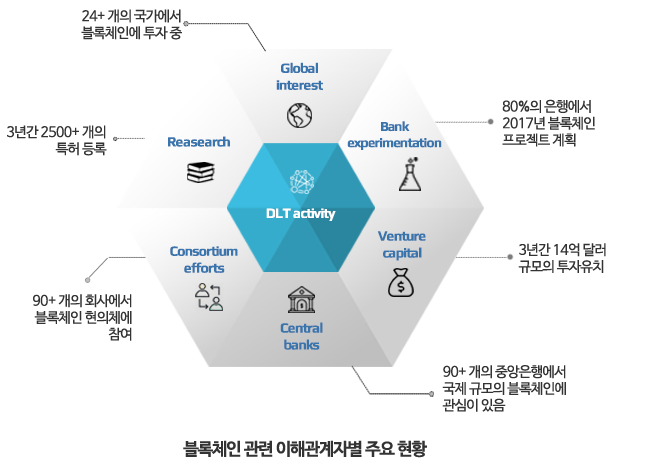 24+ 개의 국가에서
블록체인에 투자 중
Global
interest
80%의 은행에서
2017년 블록체인
프로젝트 계획
Bank
experimentation
3년간 2500+ 개의
특허 등록
Reasearch
DLT activity
Venture
capital
3년간 14억 달러
규모의 투자유치
Consortium
efforts
90+ 개의 회사에서
블록체인 현의체에
참여
$
Central
banks
90+ 개의 중앙은행에서
국제 규모의 블록체인에
관심이 있음
블록체인 관련 이해관계자별 주요 현황